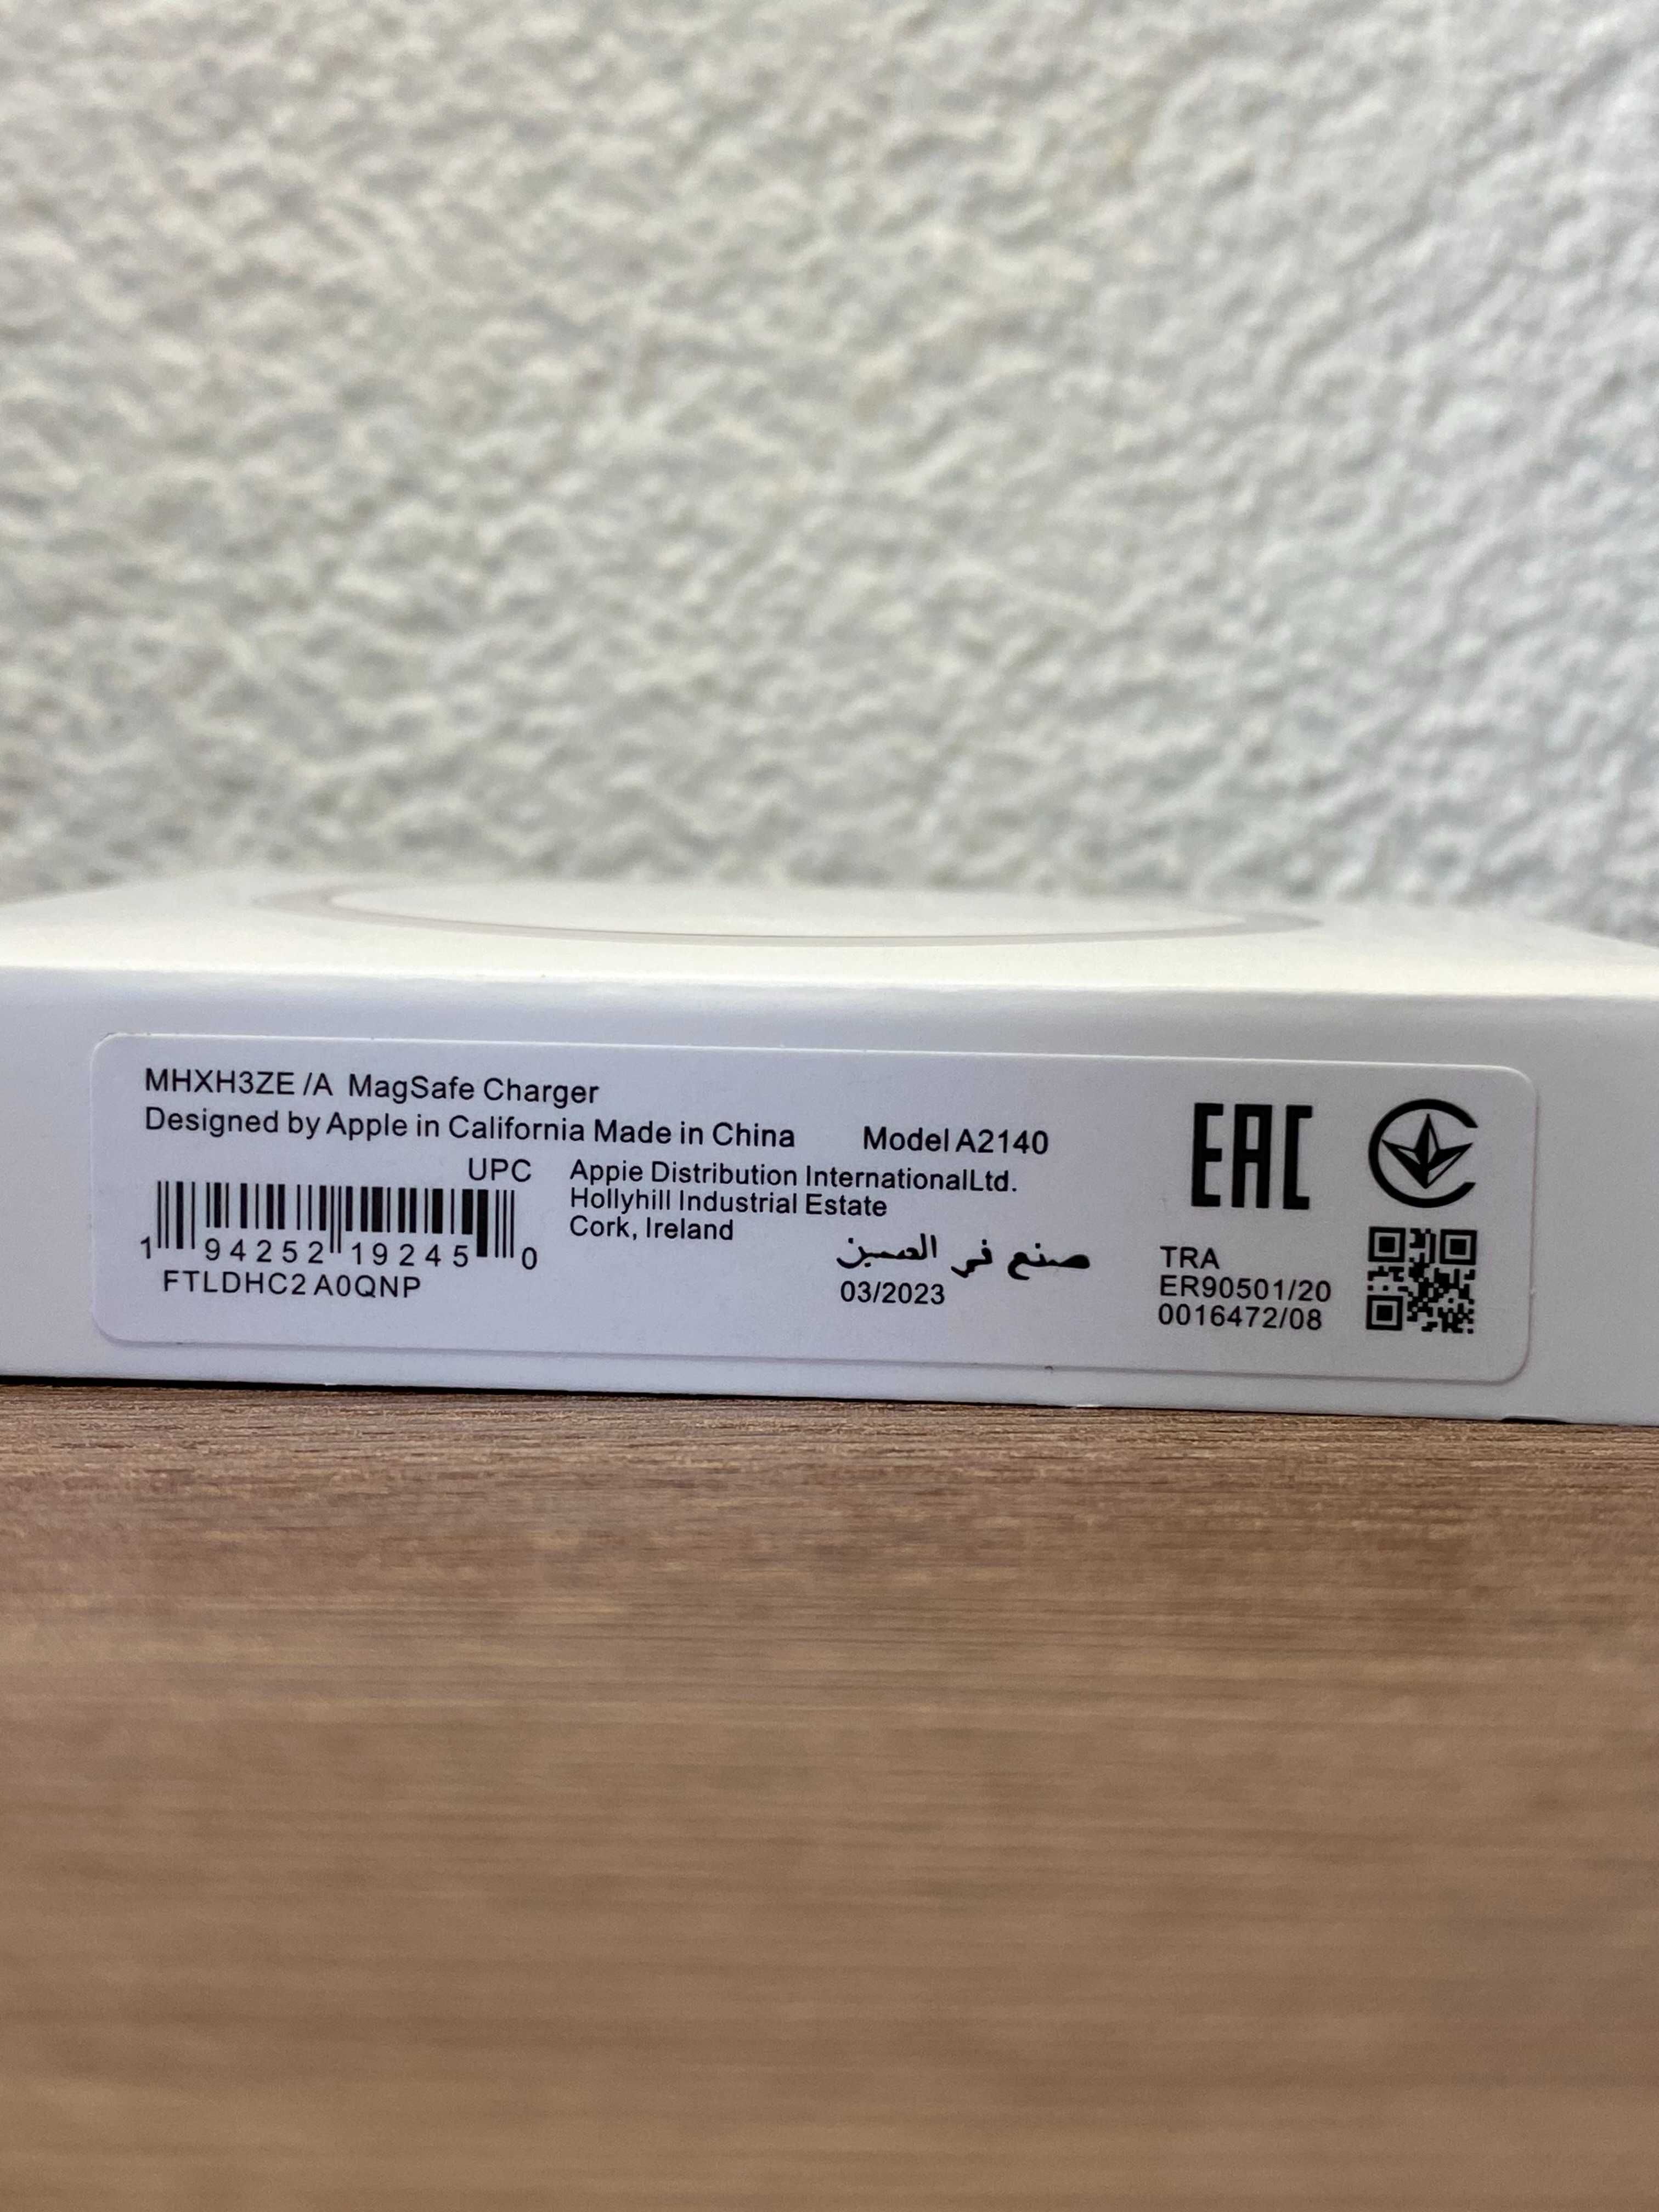 MHXH3ZE /A MagSafe Charger
Designed by Apple in California Made in China Model A2140
UPC
1 94252 19245 0
FTLDHC2 A0QNP
Appie Distribution InternationalLtd.
Hollyhill Industrial Estate
Cork, Ireland
صنع في الصين
03/2023
EAC
TRA
ER90501/20
0016472/08